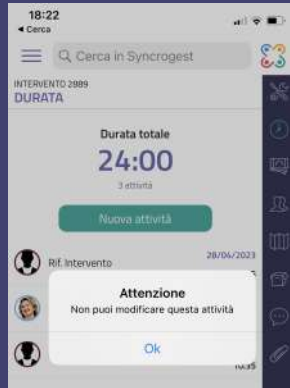 18:22
◀ Cerca
Cerca in Syncrogest
INTERVENTO 2989
DURATA
Durata totale
24:00
3 attività
Nuova attività
28/04/2023
Rif. Intervento
Attenzione
Non puoi modificare questa attività
Ok